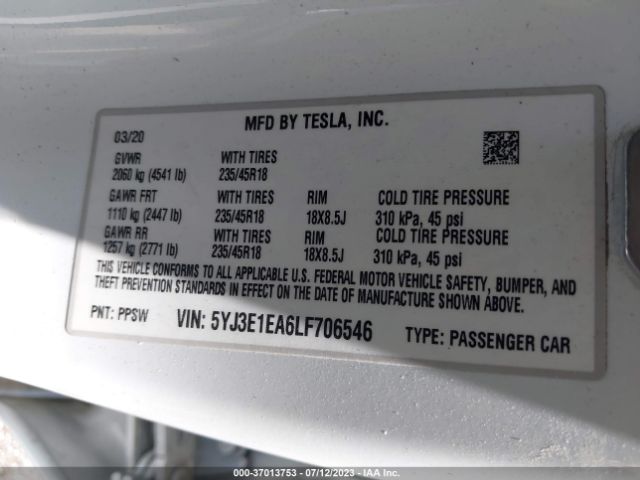 MFD BY TESLA, INC.
03/20
GVWR WITH TIRES
2060 kg (4541 lb) 235/45R18
GAWR FRT WITH TIRES RIM COLD TIRE PRESSURE
1110 kg (2447 lb) 235/45R18 18X8.5J 310 kPa, 45 psi
GAWR RR WITH TIRES RIM COLD TIRE PRESSURE
1257 kg (2771 lb) 235/45R18 18X8.5J 310 kPa, 45 psi
THIS VEHICLE CONFORMS TO ALL APPLICABLE U.S. FEDERAL MOTOR VEHICLE SAFETY, BUMPER, AND
THEFT PREVENTION STANDARDS IN EFFECT ON THE DATE OF MANUFACTURE SHOWN ABOVE.
PNT: PPSW VIN: 5YJ3E1EA6LF706546 TYPE: PASSENGER CAR
000-37013753 - 07/12/2023 - IAA Inc.